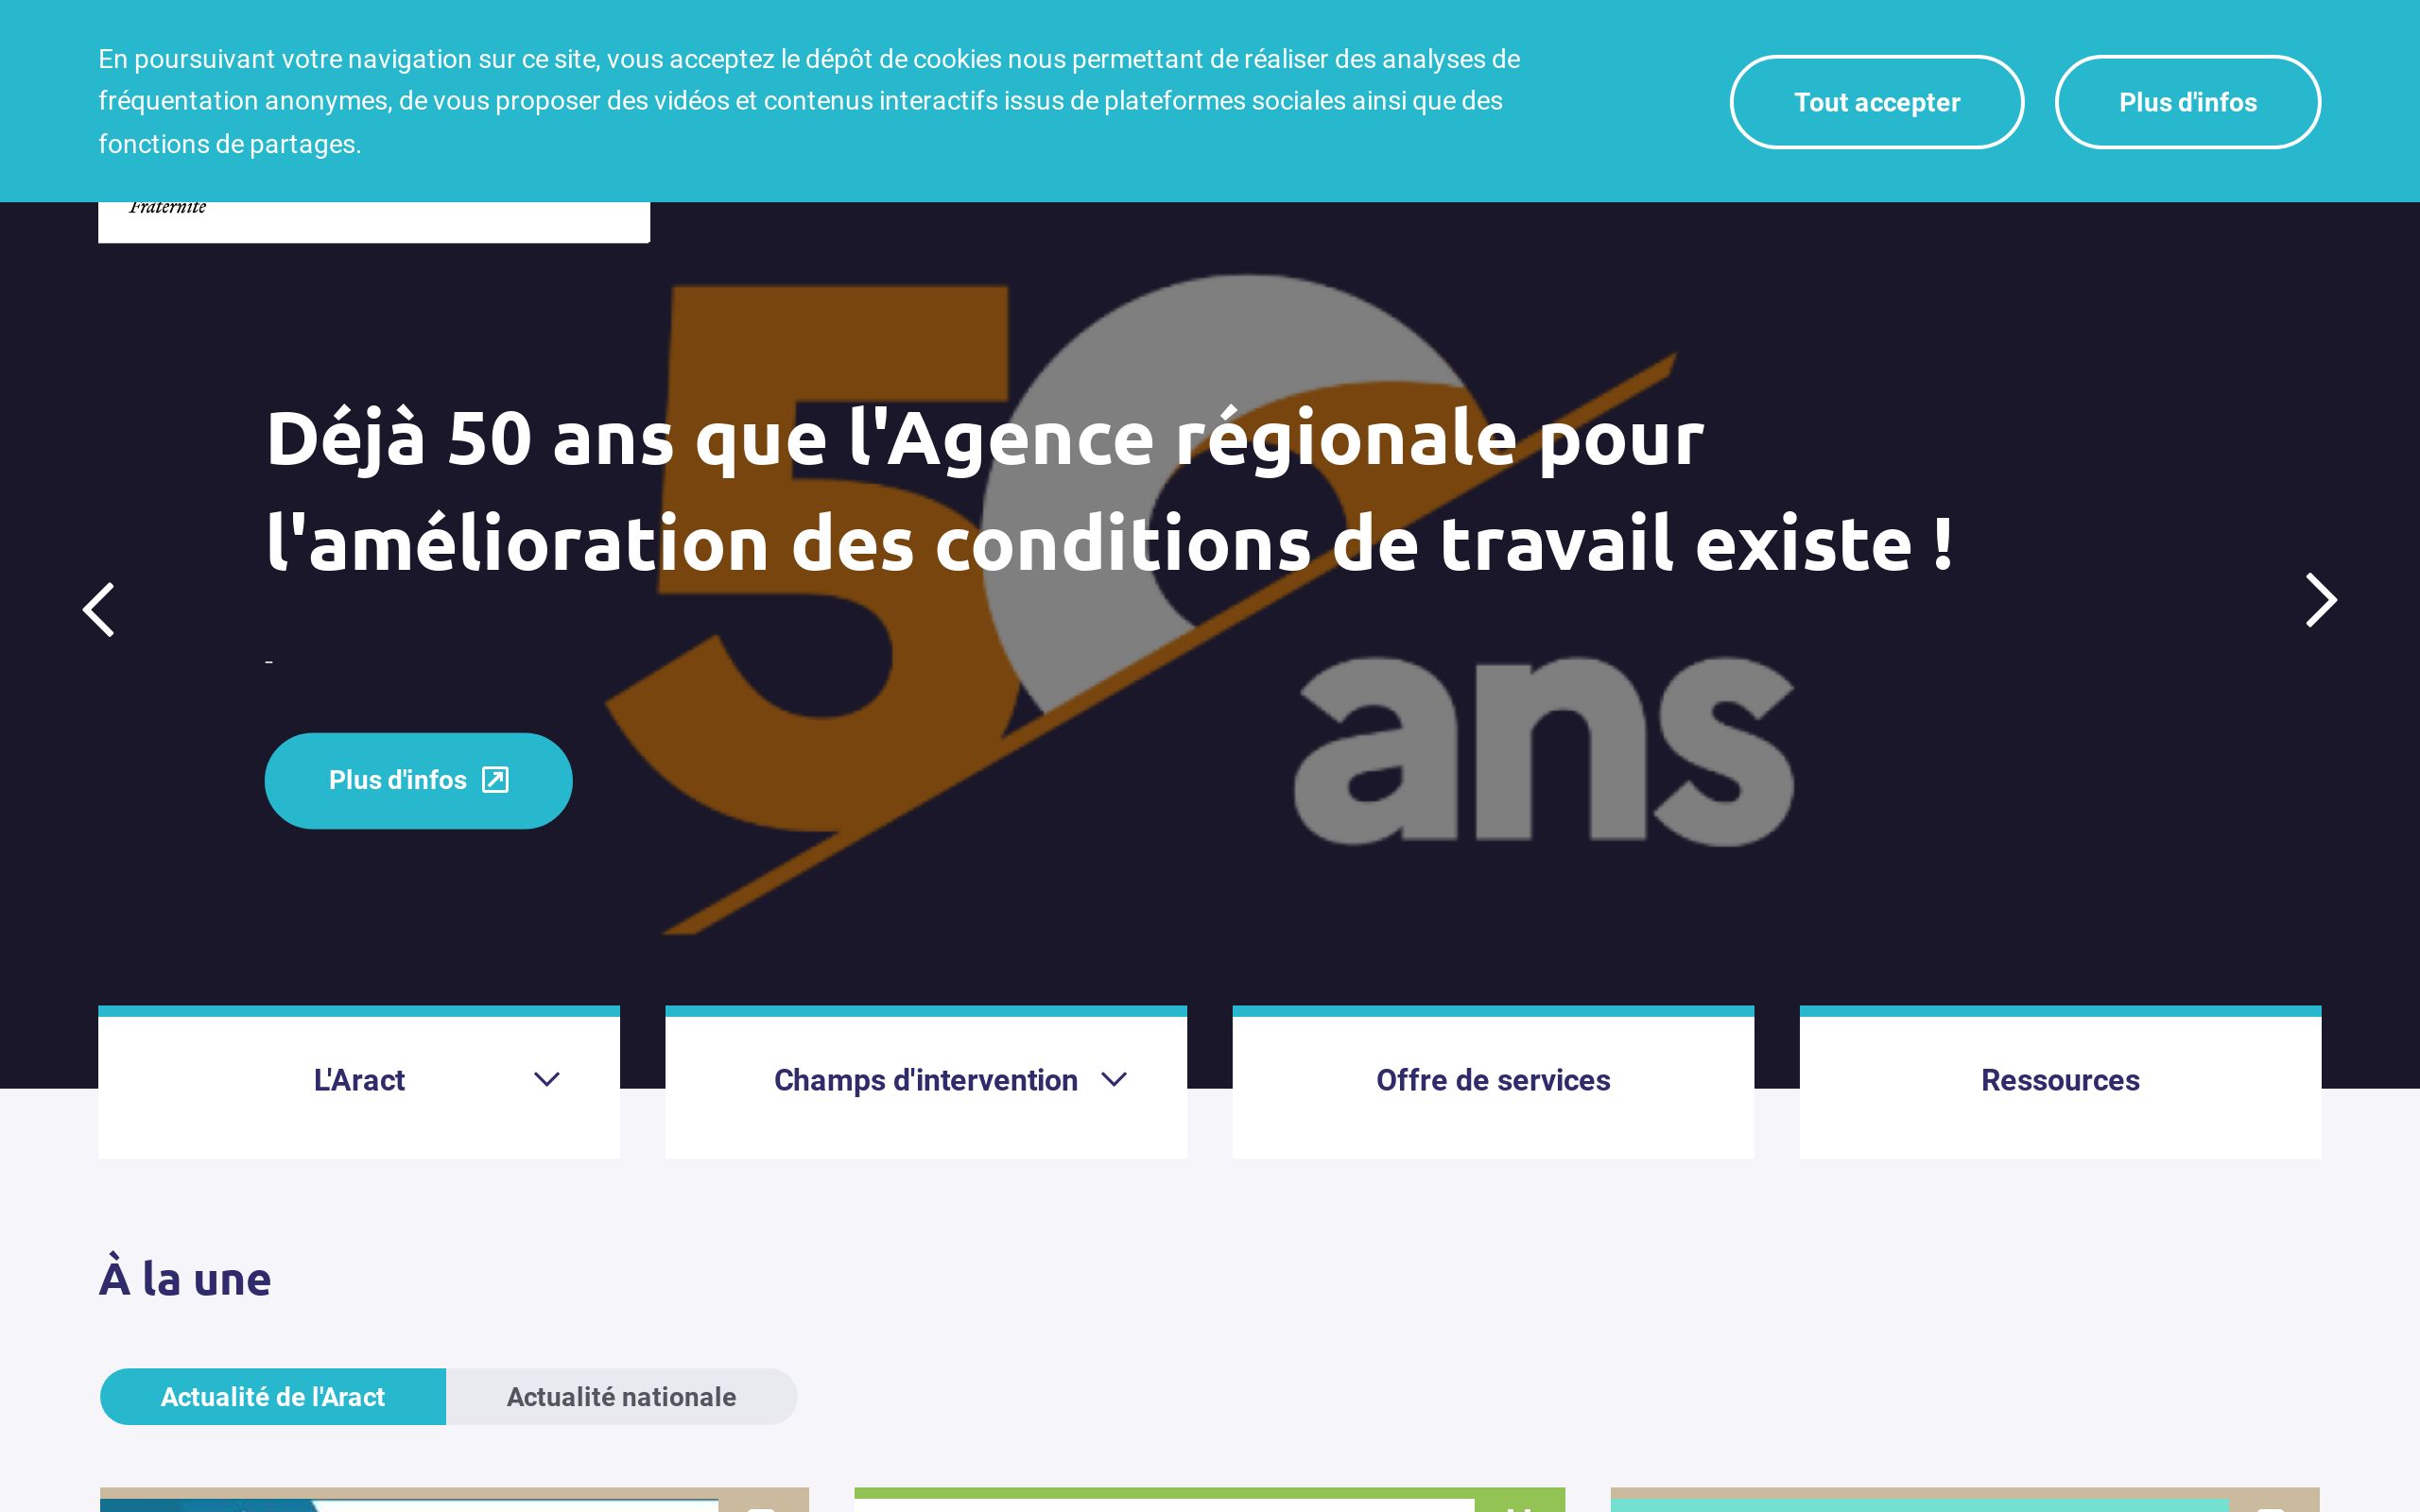 En poursuivant votre navigation sur ce site, vous acceptez le dépôt de cookies nous permettant de réaliser des analyses de
fréquentation anonymes, de vous proposer des vidéos et contenus interactifs issus de plateformes sociales ainsi que des
fonctions de partages.
Tout accepter
Plus d'infos
Fraternité
50
ans
Déjà 50 ans que l'Agence régionale pour
l'amélioration des conditions de travail existe !
-
Plus d'infos
L'Aract
Champs d'intervention
Offre de services
Ressources
À la une
Actualité de l'Aract
Actualité nationale